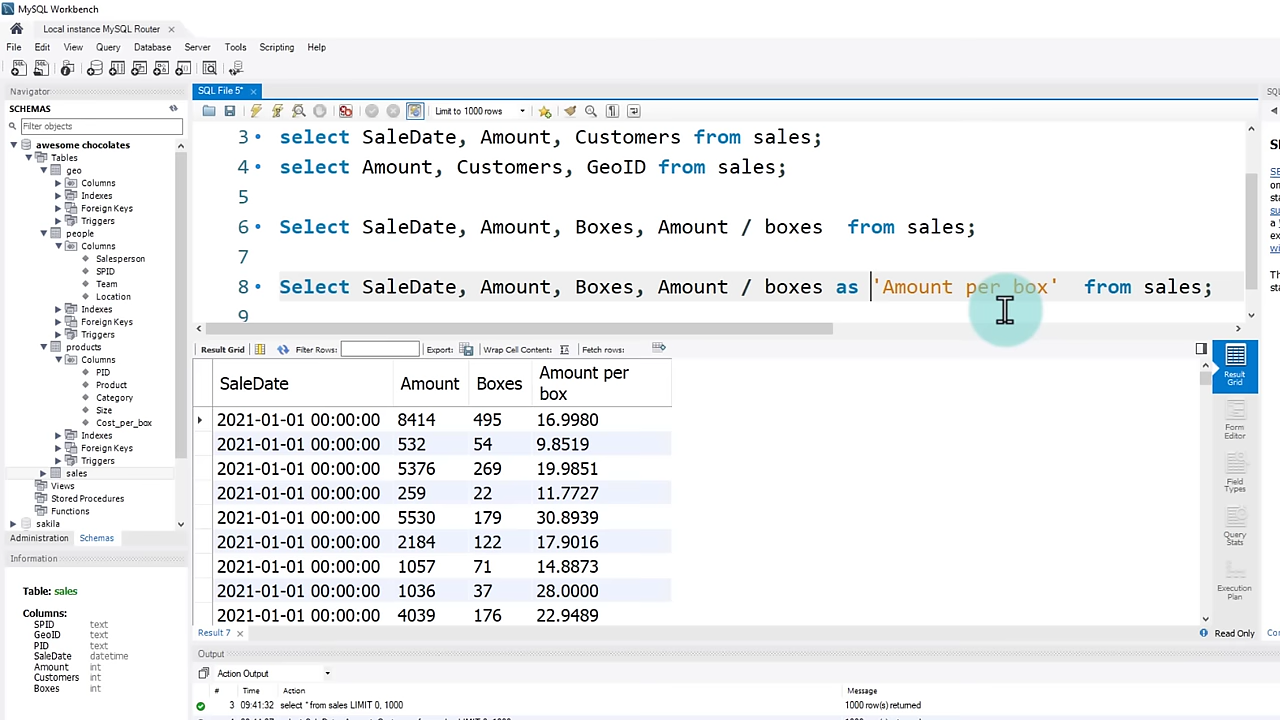 MySQL Workbench
Local instance MySQL Router
File Edit View Query Database Server Tools Scripting Help
Navigator
SCHEMAS
Filter objects
awesome chocolates
Tables
geo
Columns
Indexes
Foreign Keys
Triggers
people
Columns
Salesperson
SPID
Team
Location
Indexes
Foreign Keys
Triggers
products
Columns
PID
Product
Category
Size
Cost_per_box
Indexes
Foreign Keys
Triggers
sales
Views
Stored Procedures
Functions
sakila
Administration Schemas
Information
Table: sales
Columns:
SPID text
GeoID text
PID text
SaleDate datetime
Amount int
Customers int
Boxes int
SQL File 5*
Limit to 1000 rows
3 select SaleDate, Amount, Customers from sales;
4 select Amount, Customers, GeoID from sales;
5
6 Select SaleDate, Amount, Boxes, Amount / boxes  from sales;
7
8 Select SaleDate, Amount, Boxes, Amount / boxes as 'Amount per box'  from sales;
9
Result Grid Filter Rows: Export: Wrap Cell Content: Fetch rows:
SaleDate Amount Boxes Amount per
box
2021-01-01 00:00:00 8414 495 16.9980
2021-01-01 00:00:00 532 54 9.8519
2021-01-01 00:00:00 5376 269 19.9851
2021-01-01 00:00:00 259 22 11.7727
2021-01-01 00:00:00 5530 179 30.8939
2021-01-01 00:00:00 2184 122 17.9016
2021-01-01 00:00:00 1057 71 14.8873
2021-01-01 00:00:00 1036 37 28.0000
2021-01-01 00:00:00 4039 176 22.9489
Result 7
Read Only
Result
Grid
Form
Editor
Field
Types
Query
Stats
Execution
Plan
Output
Action Output
# Time Action Message
3 09:41:32 select * from sales LIMIT 0, 1000 1000 row(s) returned